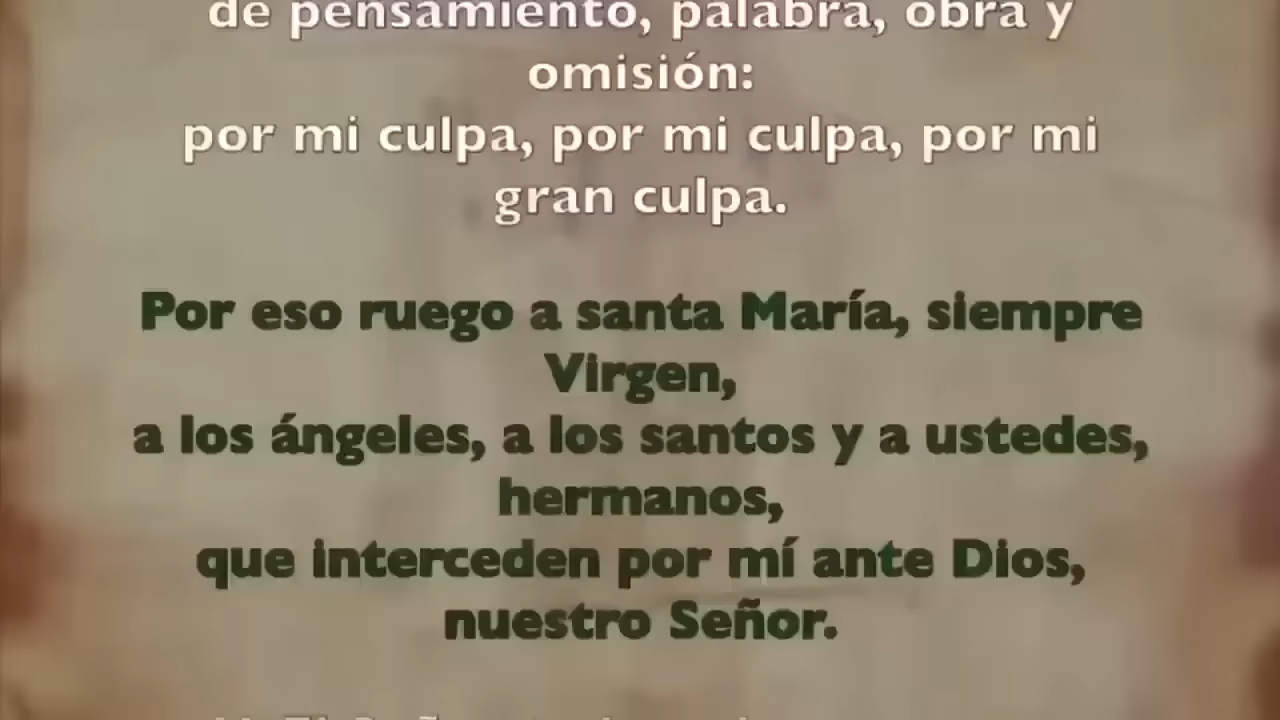 de pensamiento, palabra, obra y
omisión:
por mi culpa, por mi culpa, por mi
gran culpa.
Por eso ruego a santa María, siempre
Virgen,
a los ángeles, a los santos y a ustedes,
hermanos,
que interceden por mí ante Dios,
nuestro Señor.